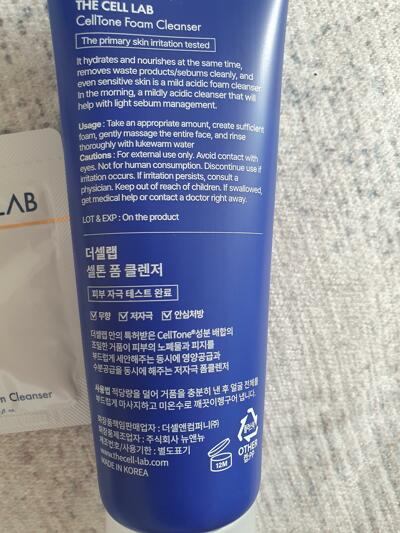 THE CELL LAB
CellTone Foam Cleanser
The primary skin irritation tested
It hydrates and nourishes at the same time,
removes waste products/sebums cleanly, and
even sensitive skin is a mild acidic foam cleanser
in the morning, a mildly acidic cleanser that will
help with light sebum management.
Usage : Take an appropriate amount, create sufficient
foam, gently massage the entire face, and rinse
thoroughly with lukewarm water
Cautions : For external use only. Avoid contact with
eyes. Not for human consumption. Discontinue use if
irritation occurs. If irritation persists, consult a
physician. Keep out of reach of children. If swallowed,
get medical help or contact a doctor right away.
LOT & EXP : On the product
더셀랩
셀톤 폼 클렌저
피부 자극 테스트 완료
무향 저자극 안심처방
더셀랩 만의 특허받은 CellTone®성분 배합의
조밀한 거품이 피부의 노폐물과 피지를
부드럽게 세안해주는 동시에 영양공급과
수분공급을 동시에 해주는 저자극 폼클렌저
사용법 적당량을 덜어 거품을 충분히 낸 후 얼굴 전체를
부드럽게 마사지하고 미온수로 깨끗이헹구어 냅니다.
화장품책임판매업자 : 더셀앤컴퍼니㈜
화장품제조업자 : 주식회사 뉴앤뉴
제조번호/사용기한 : 별도표기
www.thecell-lab.com
MADE IN KOREA
12M
OTHER
LAB
am Cleanser